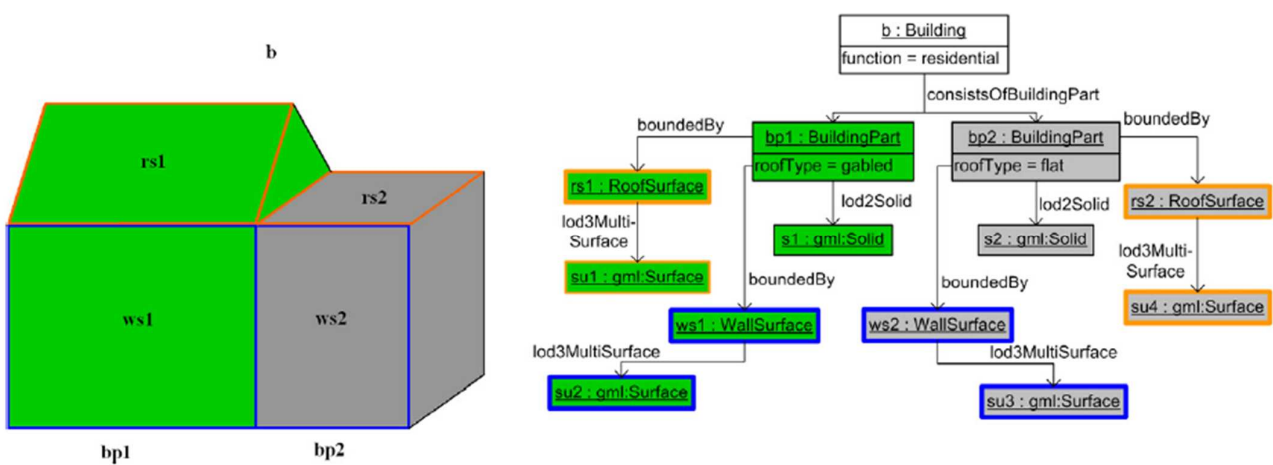 b
rs1
rs2
ws1
ws2
bp1
bp2
b : Building
function = residential
consistsOfBuildingPart
boundedBy
bp1 : BuildingPart
roofType = gabled
bp2 : BuildingPart
roofType = flat
boundedBy
rs1 : RoofSurface
lod2Solid
lod2Solid
rs2 : RoofSurface
lod3Multi-
Surface
s1 : gml:Solid
s2 : gml:Solid
lod3Multi-
Surface
su1 : gml:Surface
boundedBy
boundedBy
su4 : gml:Surface
ws1 : WallSurface
ws2 : WallSurface
lod3MultiSurface
lod3MultiSurface
su2 : gml:Surface
su3 : gml:Surface